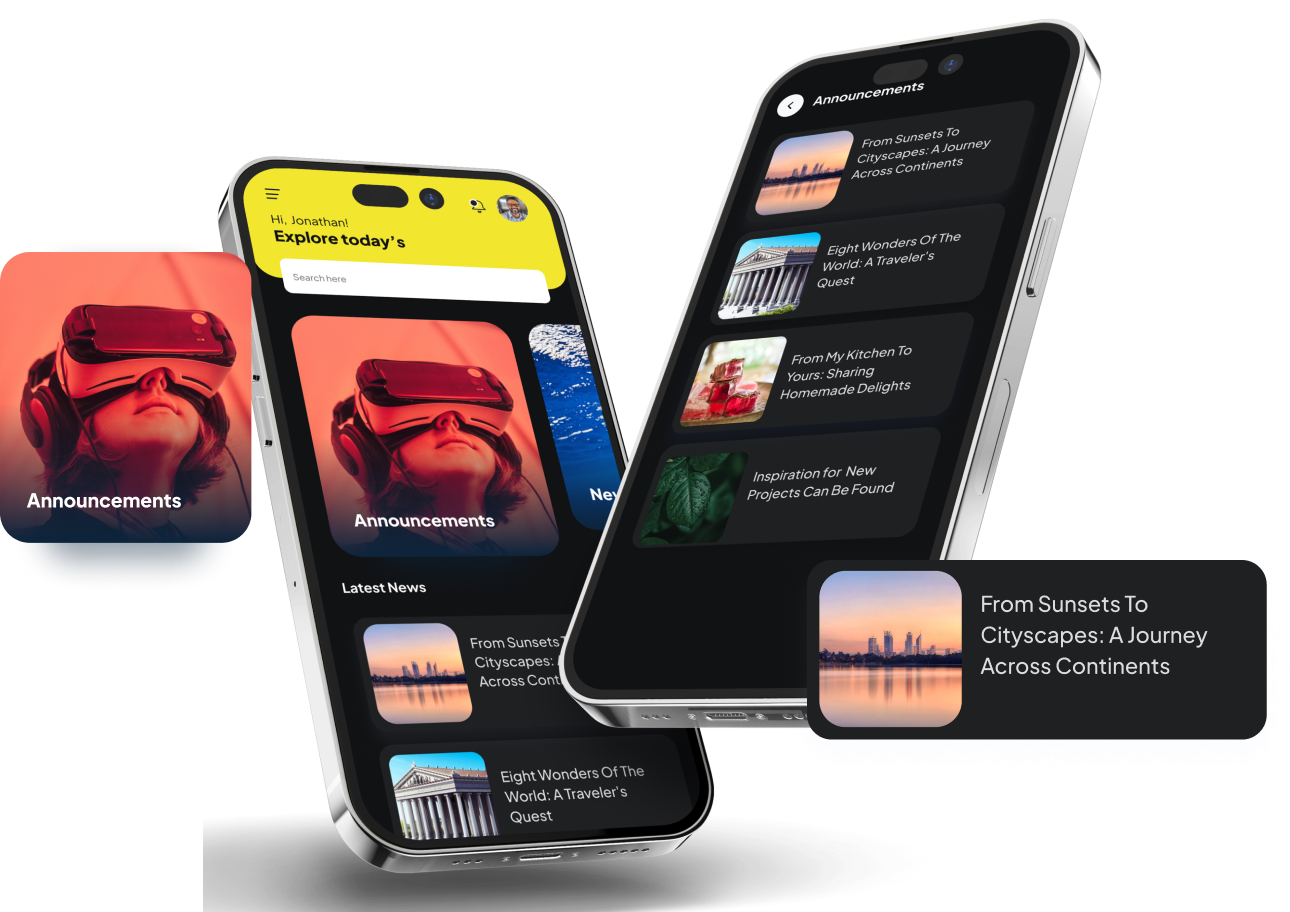 Announcements
Hi, Jonathan!
Explore today's
Search here
Announcements
Latest News
From Sunsets
Cityscapes:
Across Cont
Eight Wonders Of The
World: A Traveler's
Quest
Announcements
From Sunsets To
Cityscapes: A Journey
Across Continents
Eight Wonders Of The
World: A Traveler's
Quest
From My Kitchen To
Yours: Sharing
Homemade Delights
Inspiration for New
Projects Can Be Found
From Sunsets To
Cityscapes: A Journey
Across Continents